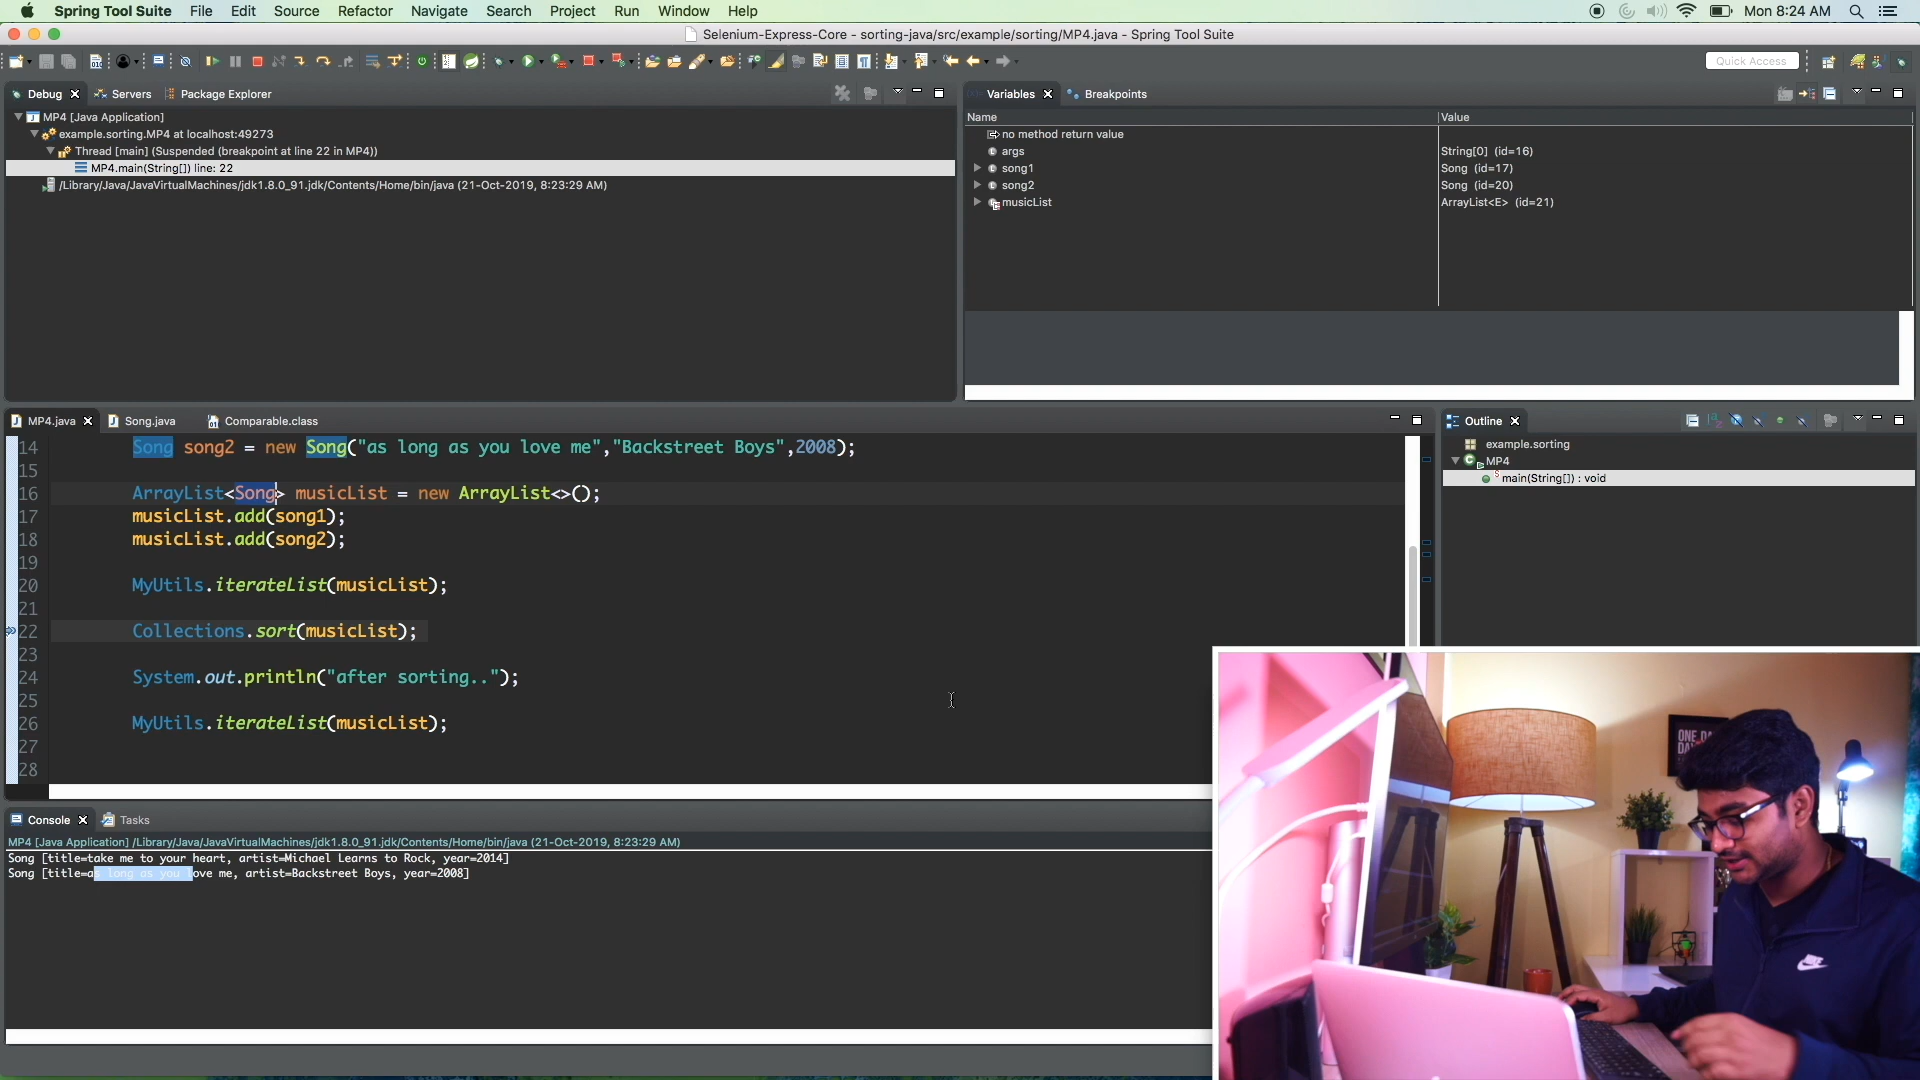 Spring Tool Suite File Edit Source Refactor Navigate Search Project Run Window Help Mon 8:24 AM
Selenium-Express-Core - sorting-java/src/example/sorting/MP4.java - Spring Tool Suite
Quick Access
Debug Servers Package Explorer
MP4 [Java Application]
example.sorting.MP4 at localhost:49273
Thread [main] (Suspended (breakpoint at line 22 in MP4))
MP4.main(String[]) line: 22
/Library/Java/JavaVirtualMachines/jdk1.8.0_91.jdk/Contents/Home/bin/java (21-Oct-2019, 8:23:29 AM)
Variables Breakpoints
Name Value
no method return value
args String[0] (id=16)
song1 Song (id=17)
song2 Song (id=20)
musicList ArrayList<E> (id=21)
MP4.java Song.java Comparable.class
14 Song song2 = new Song("as long as you love me","Backstreet Boys",2008);
15
16 ArrayList<Song> musicList = new ArrayList<>();
17 musicList.add(song1);
18 musicList.add(song2);
19
20 MyUtils.iterateList(musicList);
21
22 Collections.sort(musicList);
23
24 System.out.println("after sorting..");
25
26 MyUtils.iterateList(musicList);
27
28
Outline
example.sorting
MP4
main(String[]) : void
Console Tasks
MP4 [Java Application] /Library/Java/JavaVirtualMachines/jdk1.8.0_91.jdk/Contents/Home/bin/java (21-Oct-2019, 8:23:29 AM)
Song [title=take me to your heart, artist=Michael Learns to Rock, year=2014]
Song [title=as long as you love me, artist=Backstreet Boys, year=2008]
ONE DA
DA